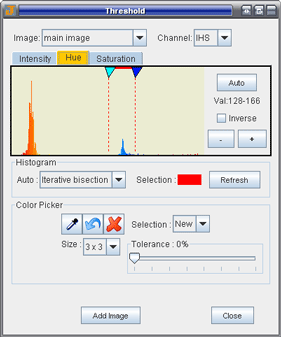 Threshold
Image: main image Channel: IHS
Intensity Hue Saturation
Auto
Val:128-166
Inverse
- +
Histogram
Auto : Iterative bisection Selection : Refresh
Color Picker
Selection : New
Size : 3 x 3 Tolerance : 0%
Add Image Close